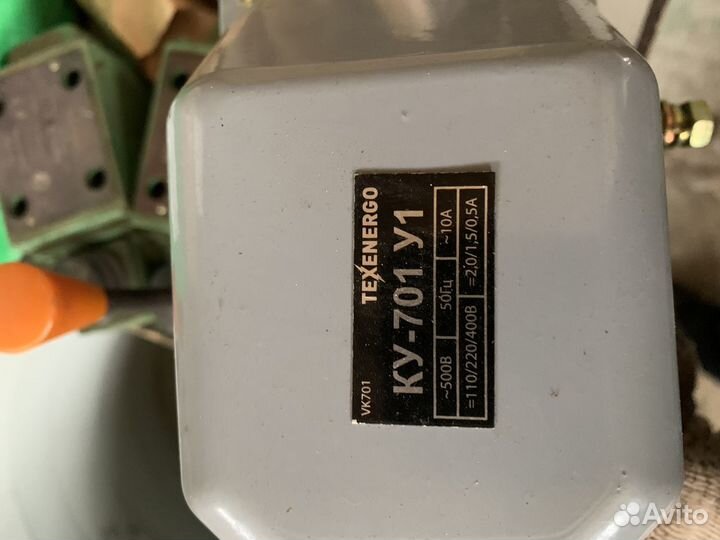 TEXENERGO
VK701
КУ-701 У1
~500В 50Гц ~10А
=110/220/400В =2,0/1,5/0,5А
Avito